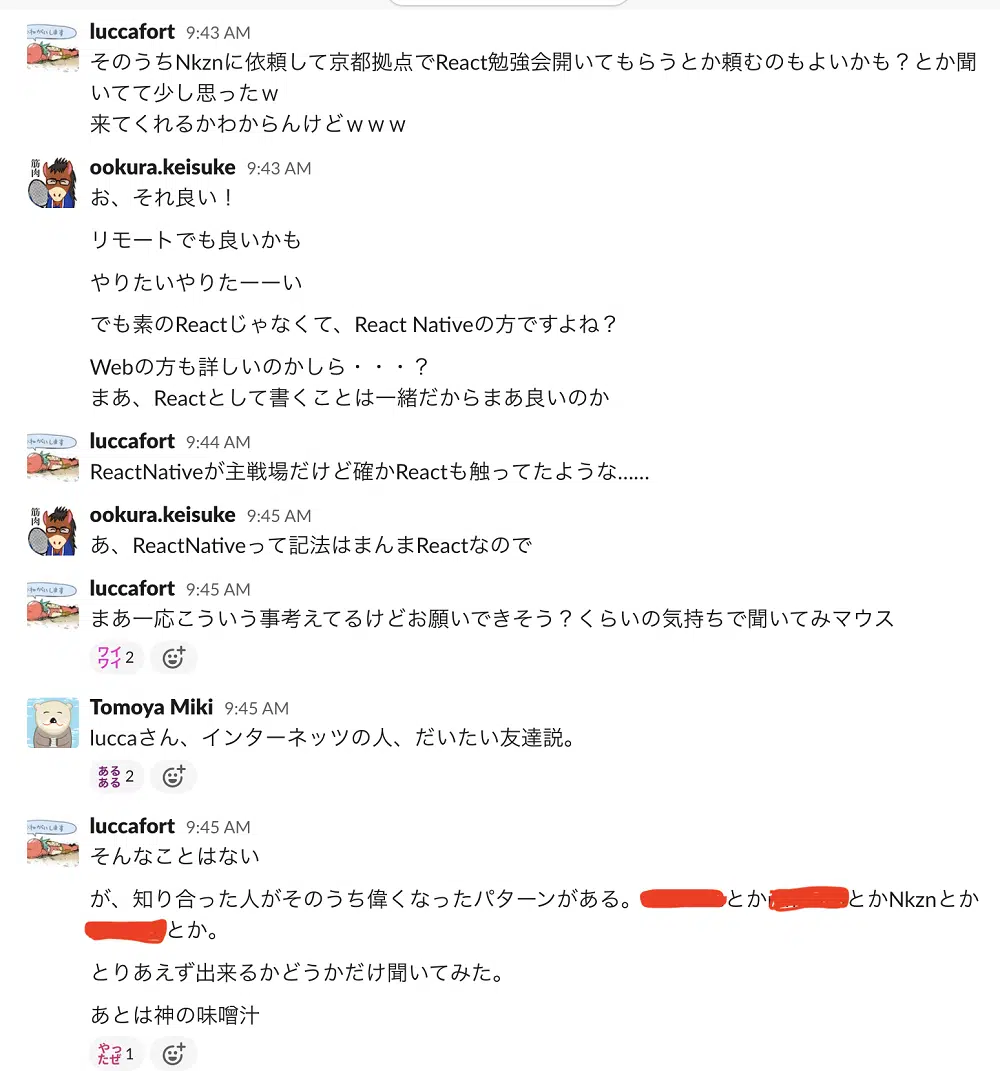 luccafort 9:43 AM
そのうちNkznに依頼して京都拠点でReact勉強会開いてもらうとか頼むのもよいかも？とか聞
いてて少し思ったｗ
来てくれるかわからんけどｗｗｗ
筋肉
ookura.keisuke 9:43 AM
お、それ良い！
リモートでも良いかも
やりたいやりたーーい
でも素のReactじゃなくて、React Nativeの方ですよね？
Webの方も詳しいのかしら・・・？
まあ、Reactとして書くことは一緒だからまあ良いのか
luccafort 9:44 AM
ReactNativeが主戦場だけど確かReactも触ってたような……
筋肉
ookura.keisuke 9:45 AM
あ、ReactNativeって記法はまんまReactなので
luccafort 9:45 AM
まあ一応こういう事考えてるけどお願いできそう？くらいの気持ちで聞いてみマウス
ワイワイ 2
Tomoya Miki 9:45 AM
luccaさん、インターネッツの人、だいたい友達説。
あるある 2
luccafort 9:45 AM
そんなことはない
が、知り合った人がそのうち偉くなったパターンがある。とかとかNkznとか
とか。
とりあえず出来るかどうかだけ聞いてみた。
あとは神の味噌汁
やったぜ 1